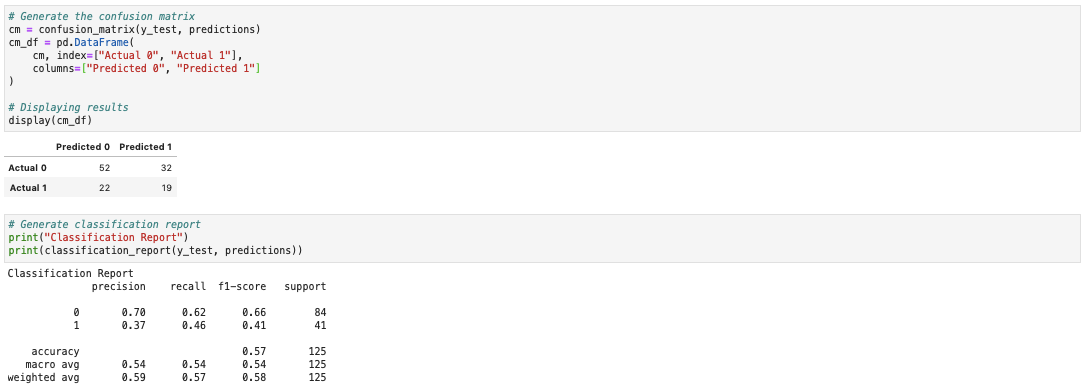 # Generate the confusion matrix
cm = confusion_matrix(y_test, predictions)
cm_df = pd.DataFrame(
    cm, index=["Actual 0", "Actual 1"],
    columns=["Predicted 0", "Predicted 1"]
)
# Displaying results
display(cm_df)
Predicted 0 Predicted 1
Actual 0 52 32
Actual 1 22 19
# Generate classification report
print("Classification Report")
print(classification_report(y_test, predictions))
Classification Report
precision recall f1-score support
0 0.70 0.62 0.66 84
1 0.37 0.46 0.41 41
accuracy 0.57 125
macro avg 0.54 0.54 0.54 125
weighted avg 0.59 0.57 0.58 125